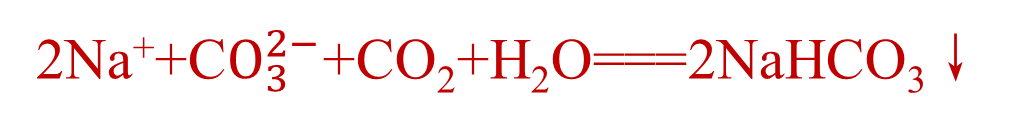 2Na⁺+CO₃²⁻+CO₂+H₂O===2NaHCO₃↓